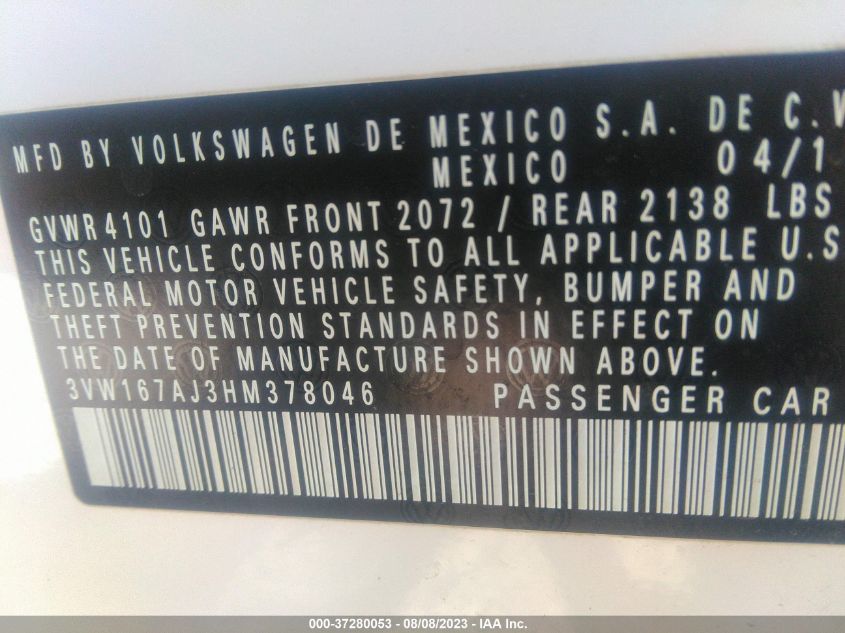 MFD BY VOLKSWAGEN DE MEXICO S.A. DE C.V
MEXICO 04/1
GVWR 4101 GAWR FRONT 2072 / REAR 2138 LBS
THIS VEHICLE CONFORMS TO ALL APPLICABLE U.S
FEDERAL MOTOR VEHICLE SAFETY, BUMPER AND
THEFT PREVENTION STANDARDS IN EFFECT ON
THE DATE OF MANUFACTURE SHOWN ABOVE.
3VW167AJ3HM378046 PASSENGER CAR
000-37280053 - 08/08/2023 - IAA Inc.